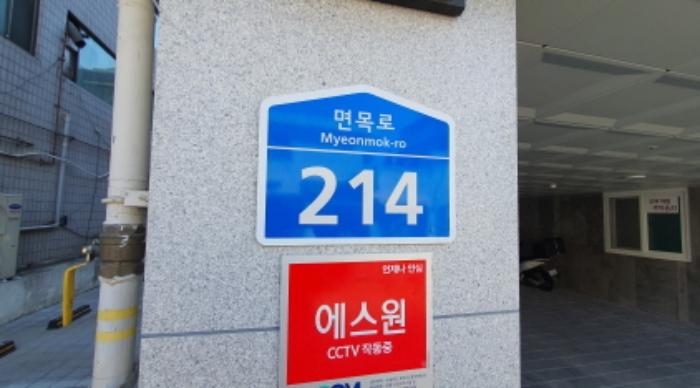 면목로
Myeonmok-ro
214
언제나 안심
에스원
CCTV 작동중